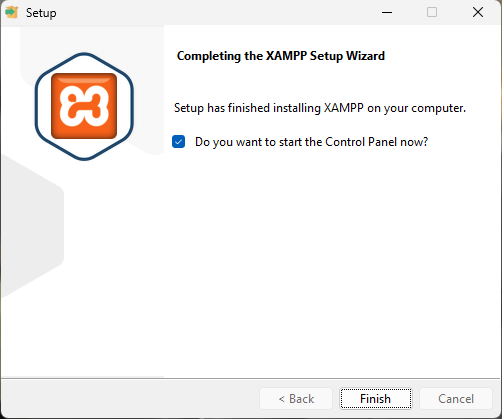 Setup
Completing the XAMPP Setup Wizard
Setup has finished installing XAMPP on your computer.
Do you want to start the Control Panel now?
< Back
Finish
Cancel